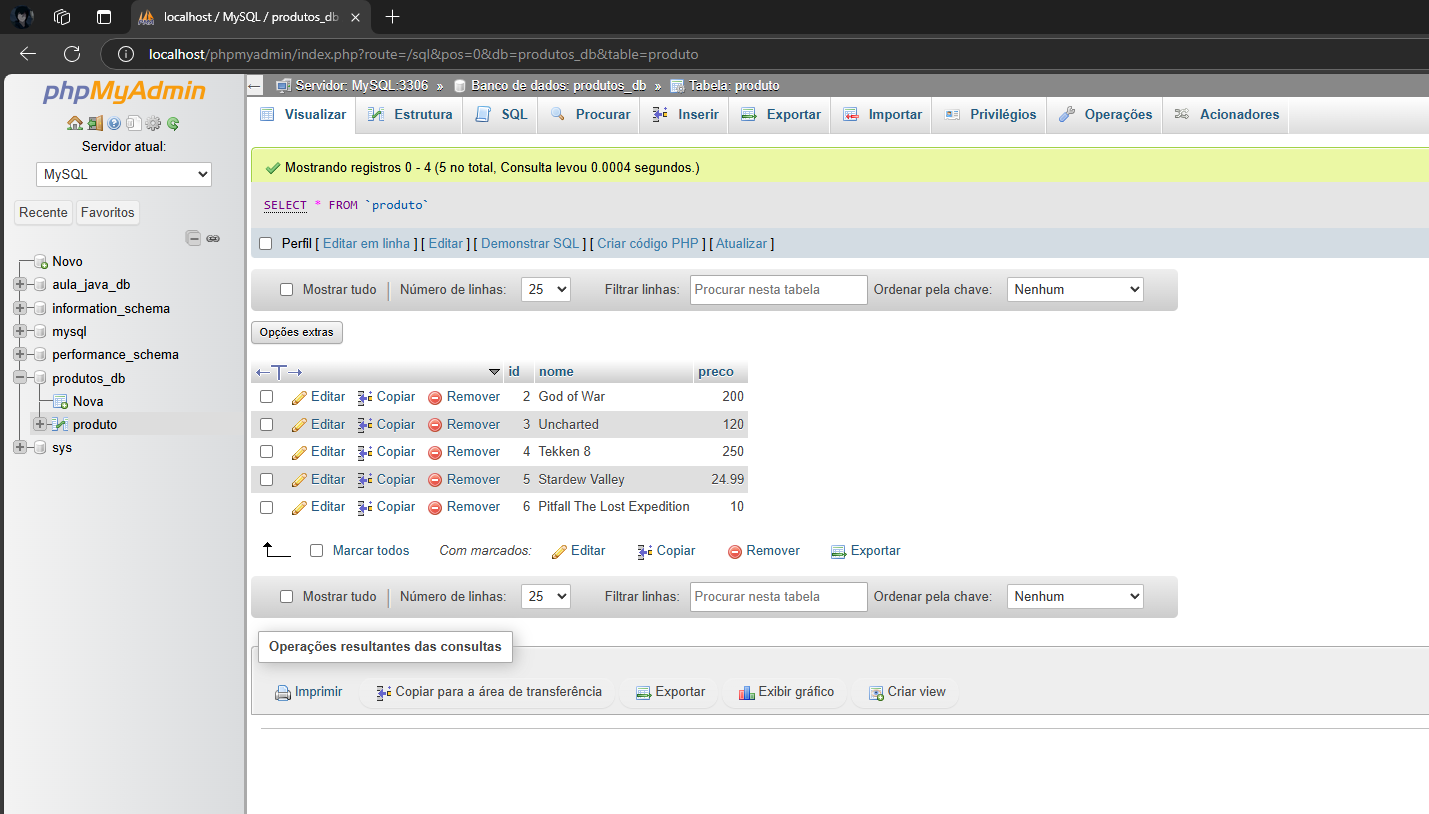 localhost / MySQL / produtos_db
localhost/phpmyadmin/index.php?route=/sql&pos=0&db=produtos_db&table=produto
phpMyAdmin
Servidor atual:
MySQL
Recente Favoritos
Novo
aula_java_db
information_schema
mysql
performance_schema
produtos_db
Nova
produto
sys
Servidor: MySQL:3306 » Banco de dados: produtos_db » Tabela: produto
Visualizar Estrutura SQL Procurar Inserir Exportar Importar Privilégios Operações Acionadores
Mostrando registros 0 - 4 (5 no total, Consulta levou 0.0004 segundos.)
SELECT * FROM `produto`
Perfil [ Editar em linha ] [ Editar ] [ Demonstrar SQL ] [ Criar código PHP ] [ Atualizar ]
Mostrar tudo | Número de linhas: 25 Filtrar linhas: Procurar nesta tabela Ordenar pela chave: Nenhum
Opções extras
←T→ id nome preco
Editar Copiar Remover 2 God of War 200
Editar Copiar Remover 3 Uncharted 120
Editar Copiar Remover 4 Tekken 8 250
Editar Copiar Remover 5 Stardew Valley 24.99
Editar Copiar Remover 6 Pitfall The Lost Expedition 10
Marcar todos Com marcados: Editar Copiar Remover Exportar
Mostrar tudo | Número de linhas: 25 Filtrar linhas: Procurar nesta tabela Ordenar pela chave: Nenhum
Operações resultantes das consultas
Imprimir Copiar para a área de transferência Exportar Exibir gráfico Criar view